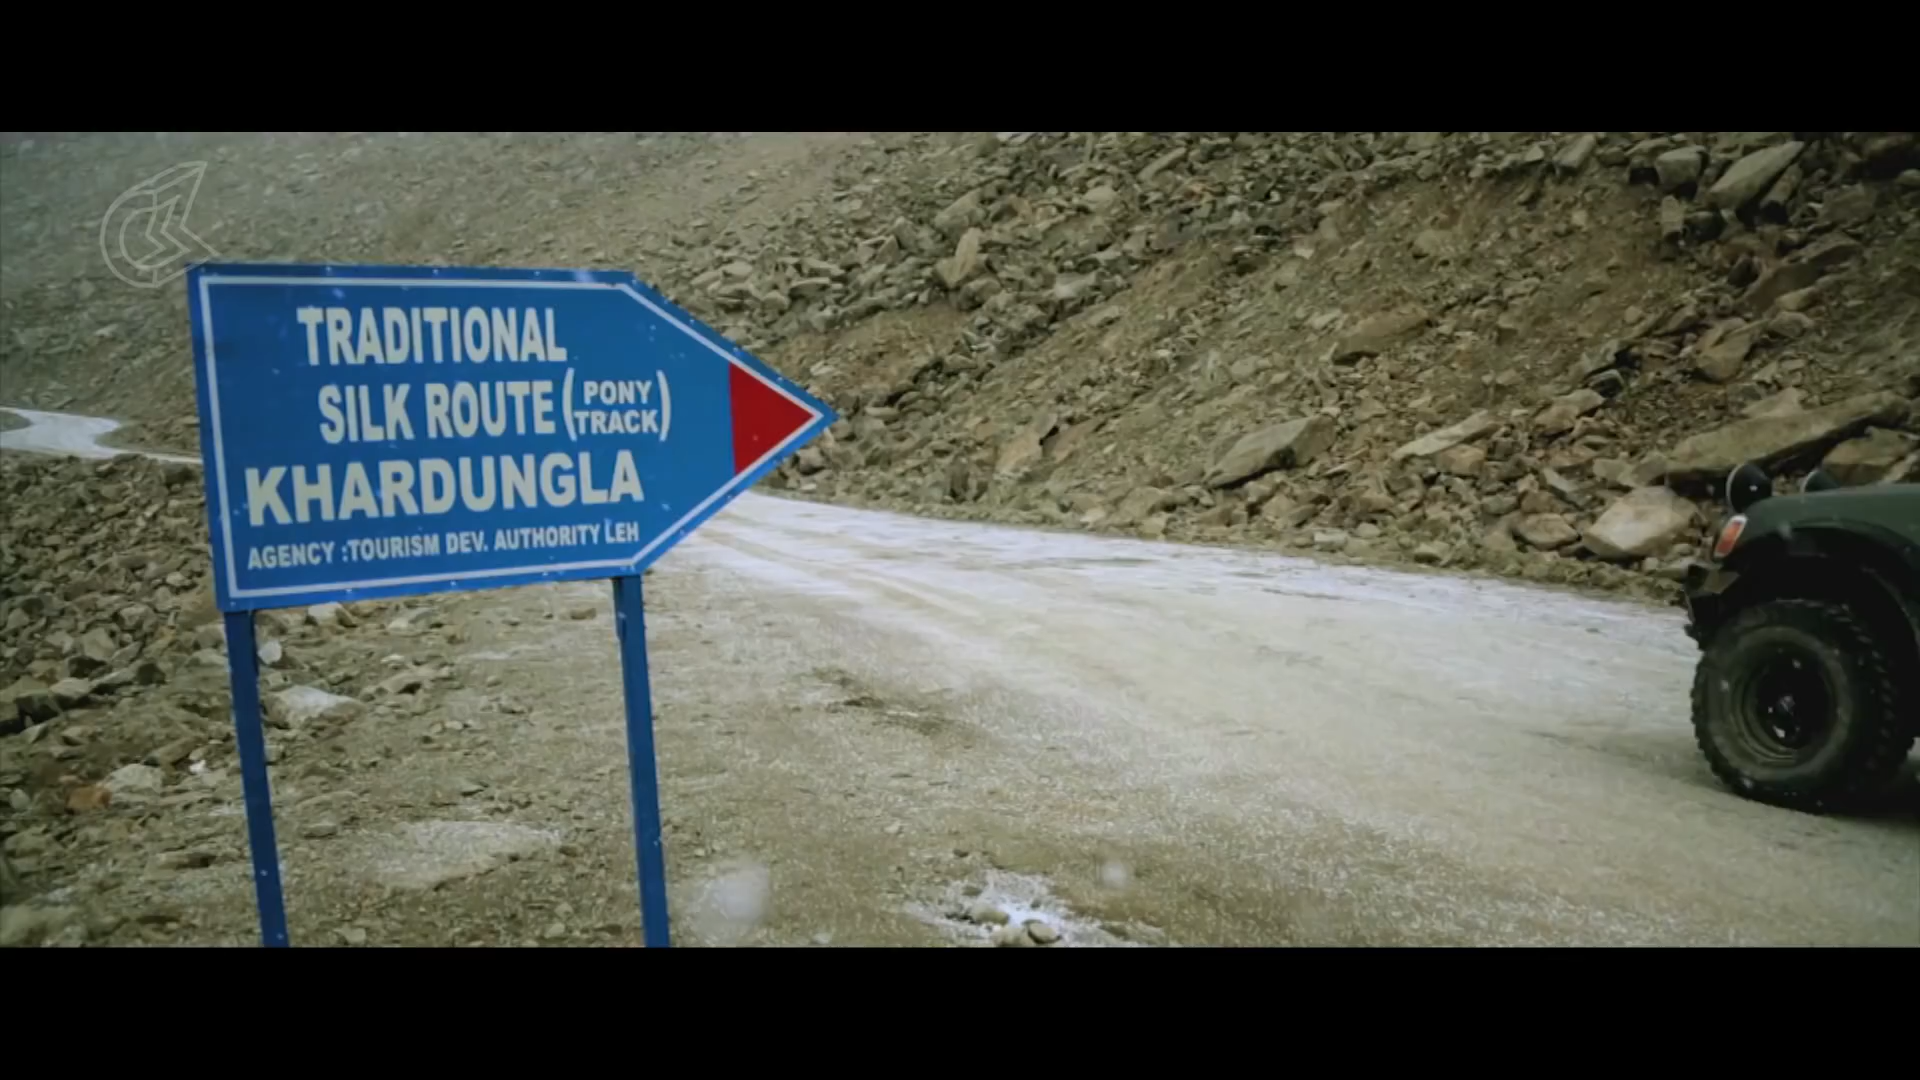 TRADITIONAL
SILK ROUTE (PONY TRACK)
KHARDUNGLA
AGENCY :TOURISM DEV. AUTHORITY LEH